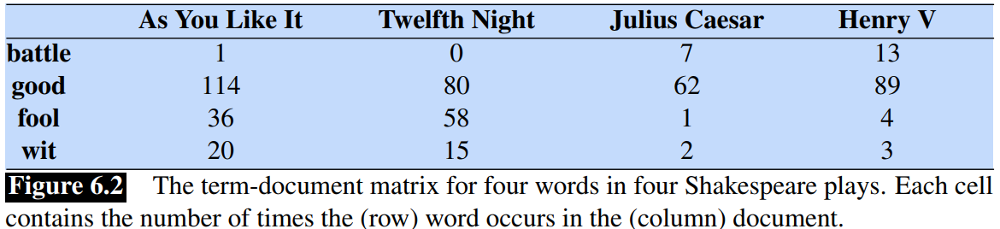 As You Like It Twelfth Night Julius Caesar Henry V
battle 1 0 7 13
good 114 80 62 89
fool 36 58 1 4
wit 20 15 2 3
Figure 6.2 The term-document matrix for four words in four Shakespeare plays. Each cell
contains the number of times the (row) word occurs in the (column) document.